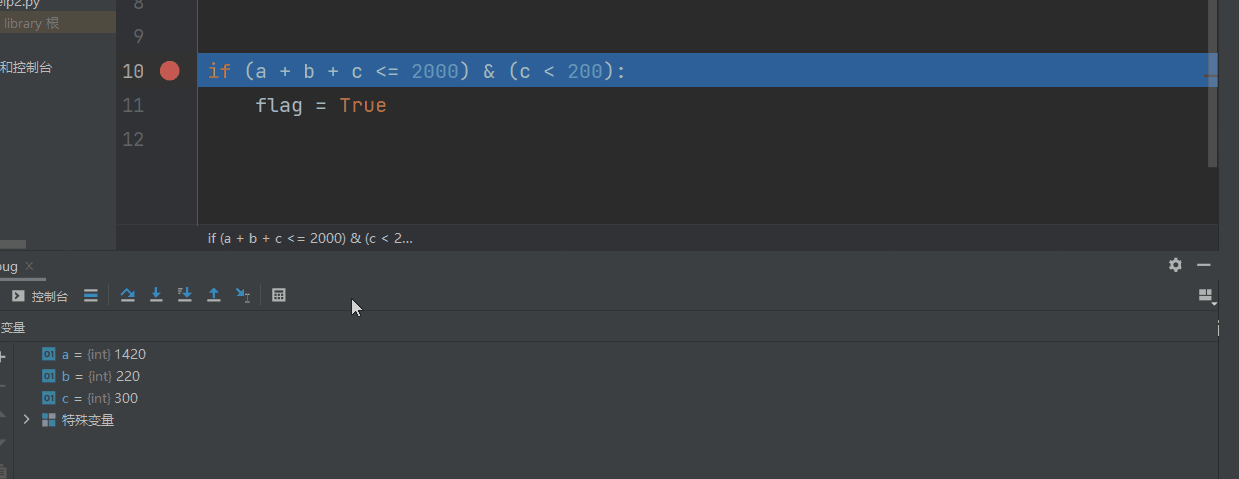 elp2.py
library 根
和控制台
8
9
10 if (a + b + c <= 2000) & (c < 200):
11 flag = True
12
if (a + b + c <= 2000) & (c < 2...
bug
控制台
变量
a = {int} 1420
b = {int} 220
c = {int} 300
特殊变量